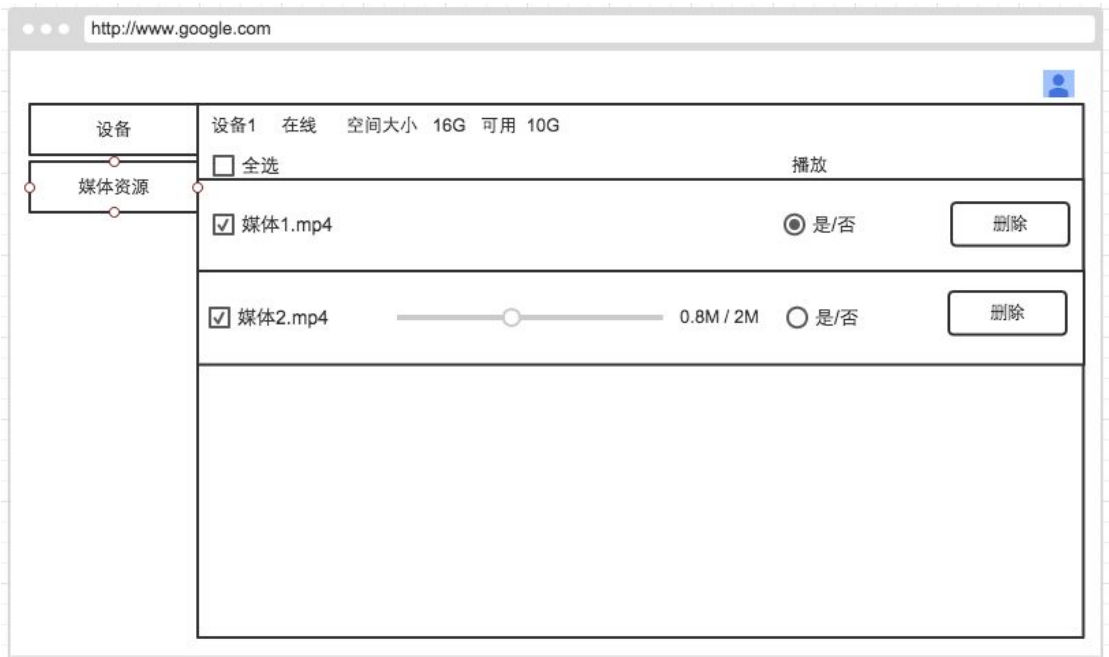 http://www.google.com
设备
设备1 在线 空间大小 16G 可用 10G
全选 播放
媒体资源
媒体1.mp4 是/否 删除
媒体2.mp4 0.8M / 2M 是/否 删除